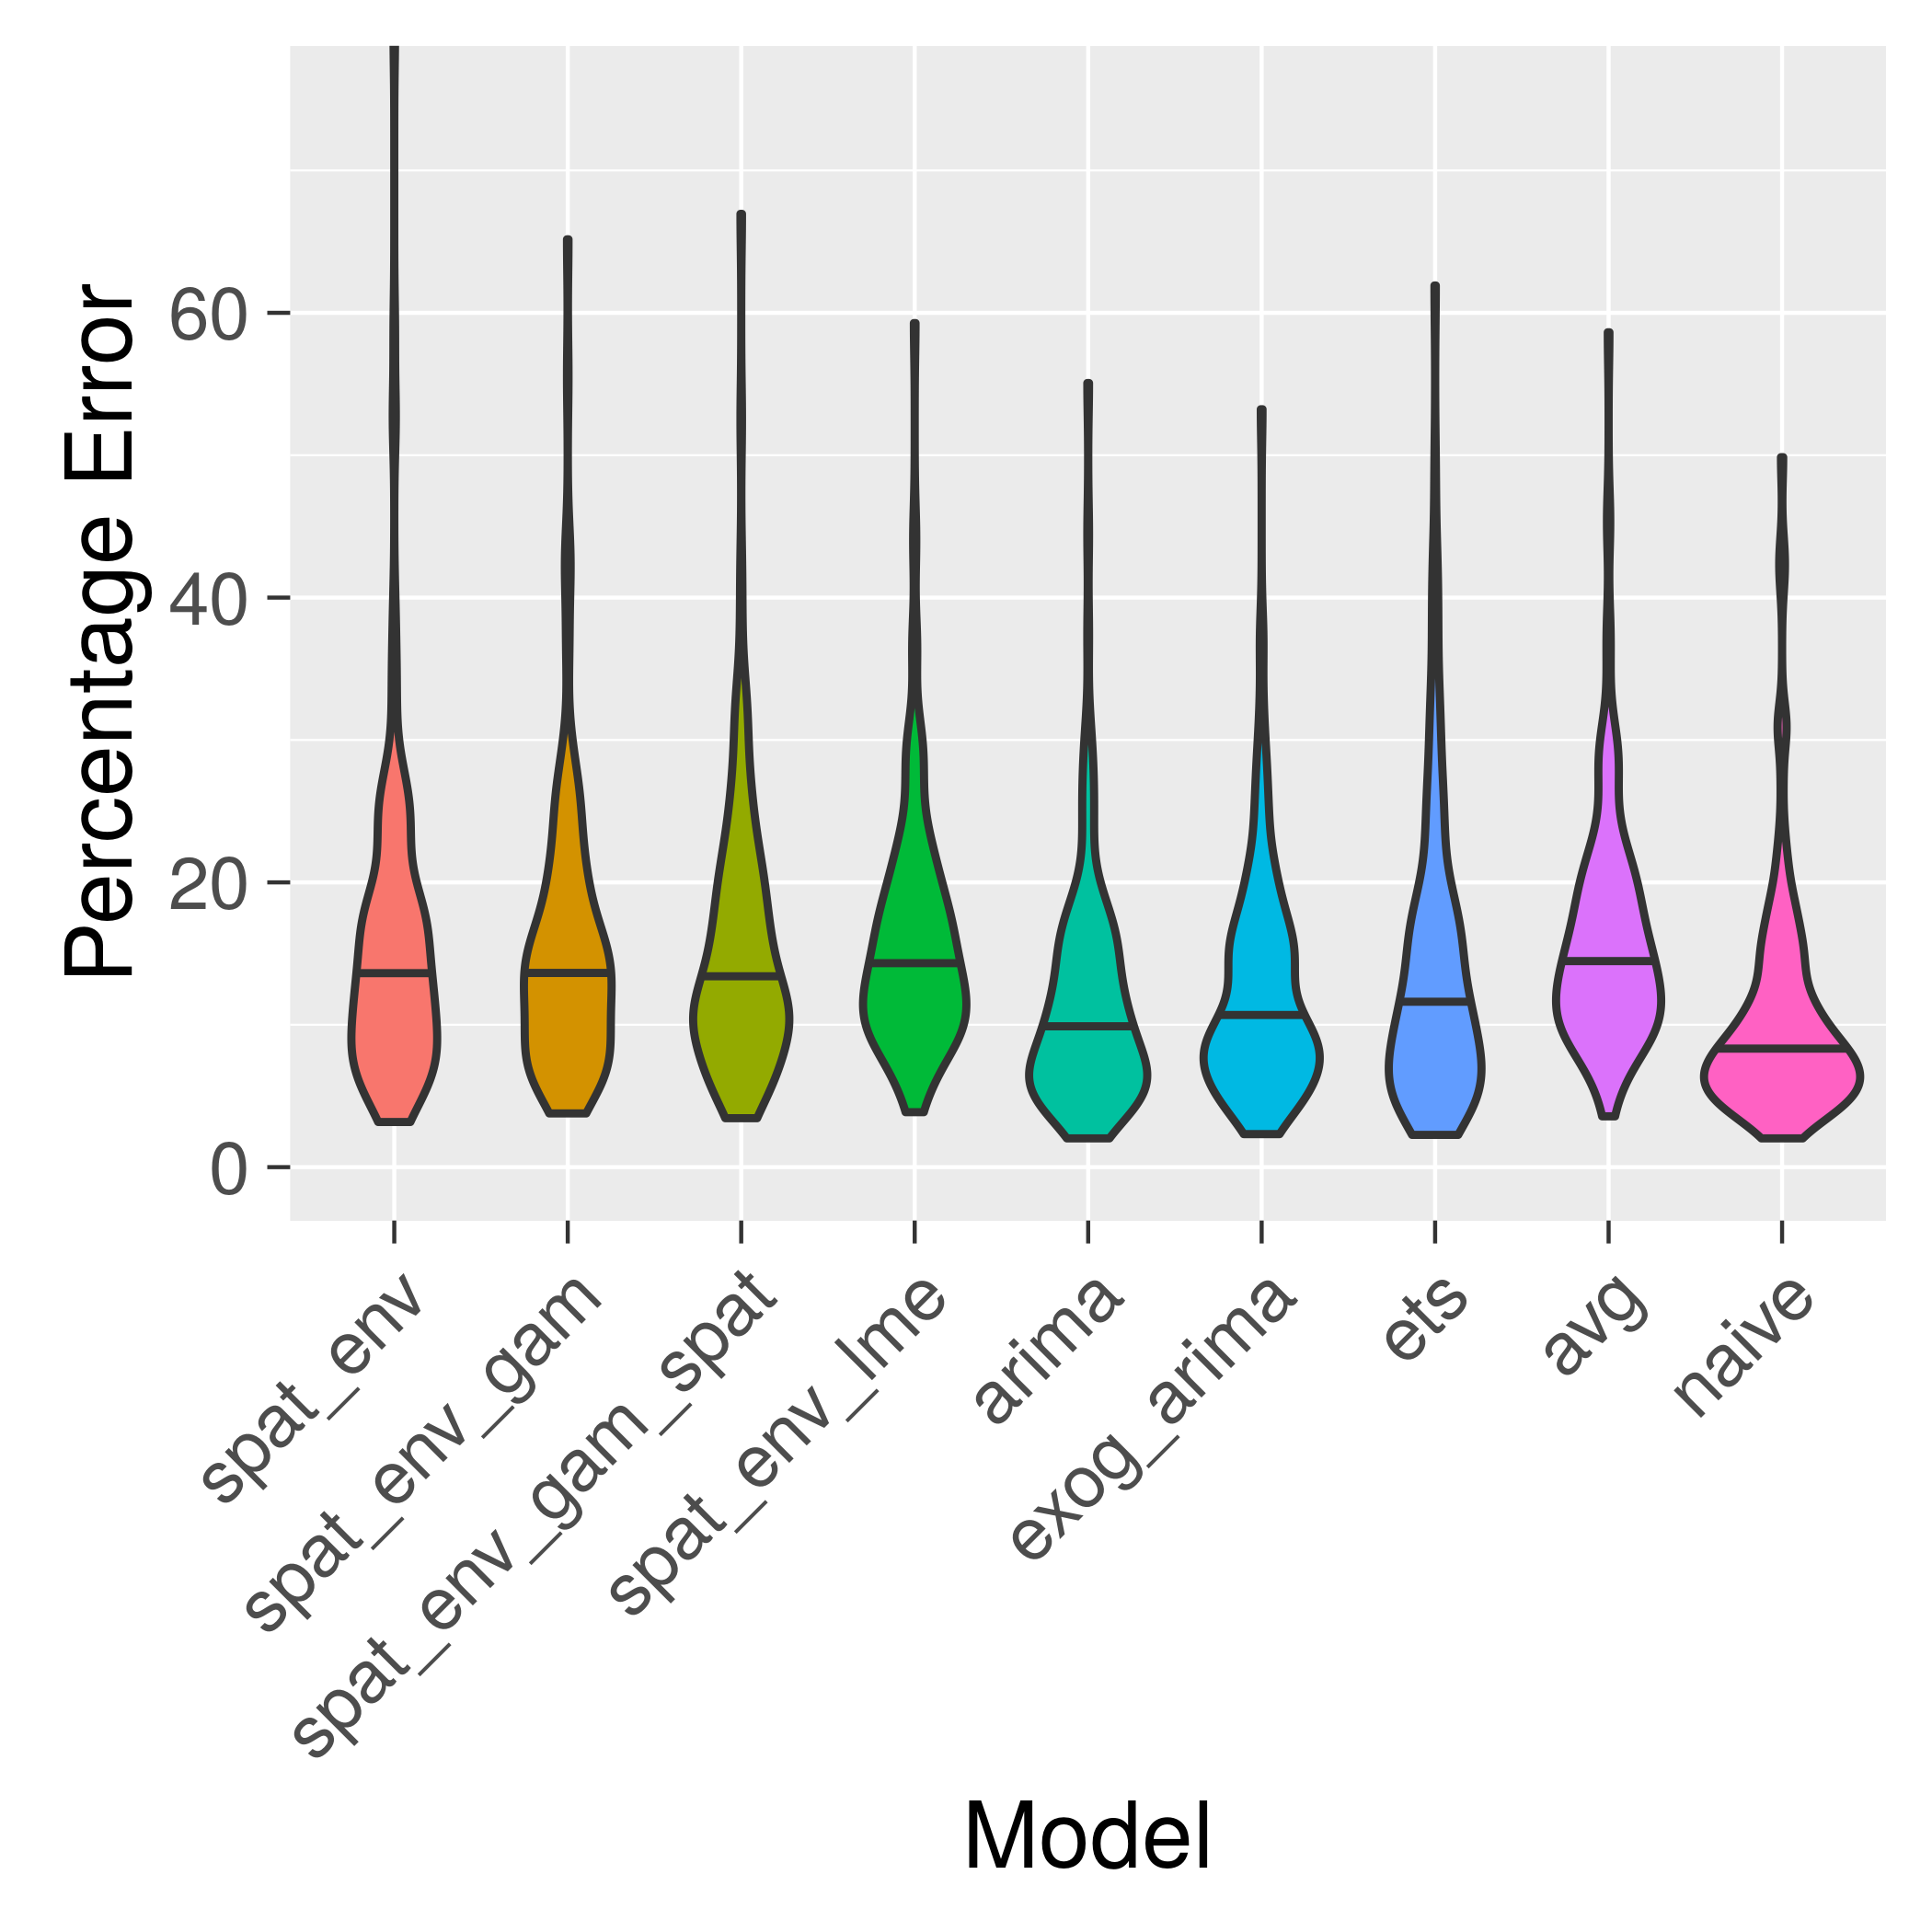 Percentage Error
60
40
20
0
spat_env
spat_env_gam
spat_env_gam_spat
spat_env_lme
arima
exog_arima
ets
avg
naive
Model